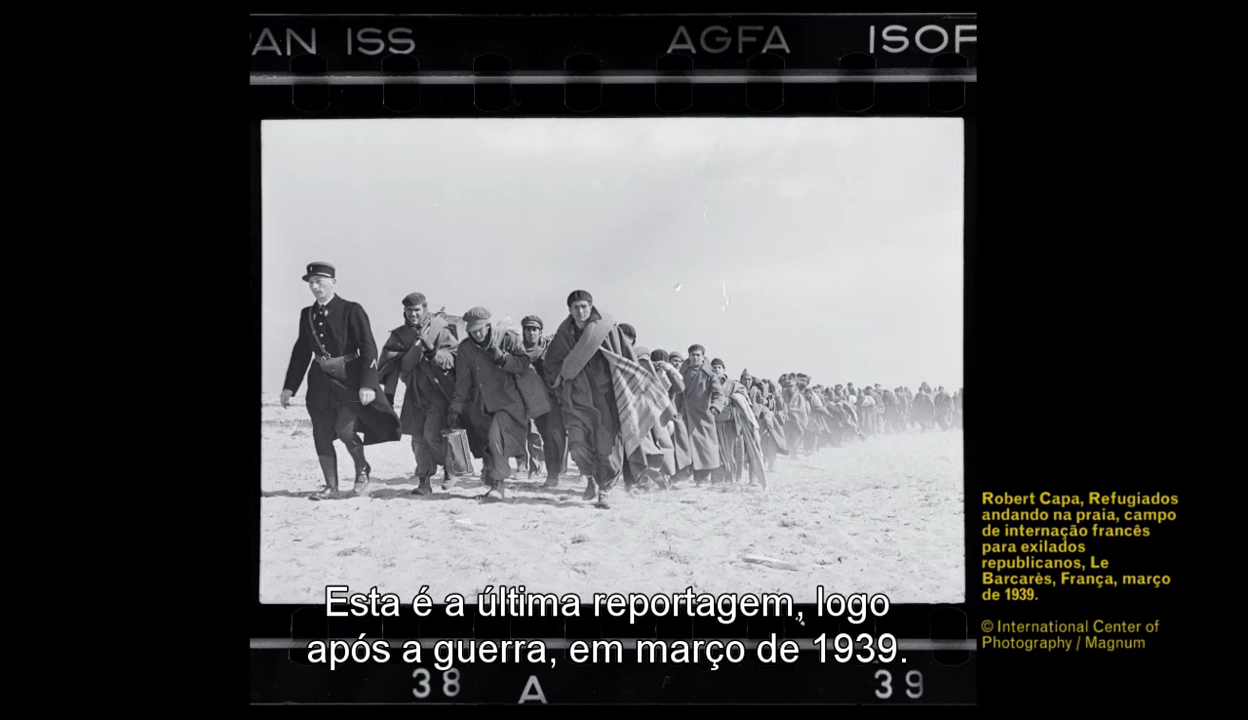 AN ISS AGFA ISOF
Robert Capa, Refugiados
andando na praia, campo
de internação francês
para exilados
republicanos, Le
Barcarès, França, março
de 1939.
© International Center of
Photography / Magnum
Esta é a última reportagem, logo
após a guerra, em março de 1939.
38 A 39